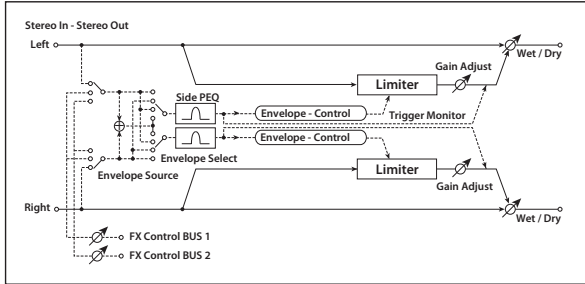 Stereo In - Stereo Out
Left
Wet / Dry
Gain Adjust
Limiter
Side PEQ
Envelope - Control
Trigger Monitor
Envelope - Control
Envelope Select
Envelope Source
Limiter
Gain Adjust
Right
Wet / Dry
FX Control BUS 1
FX Control BUS 2